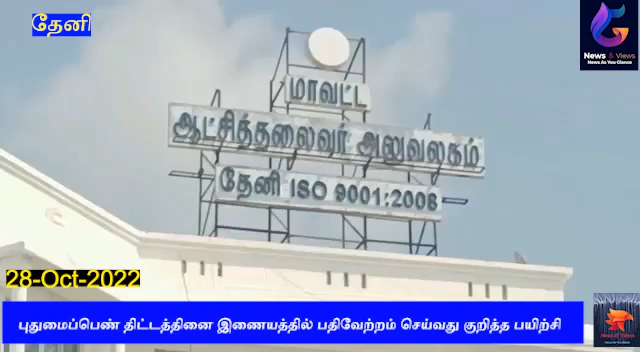 தேனி
News & Views
News As You Glance
மாவட்ட
ஆட்சித்தலைவர் அலுவலகம்
தேனி ISO 9001:2008
28-Oct-2022
புதுமைப்பெண் திட்டத்தினை இணையத்தில் பதிவேற்றம் செய்வது குறித்த பயிற்சி